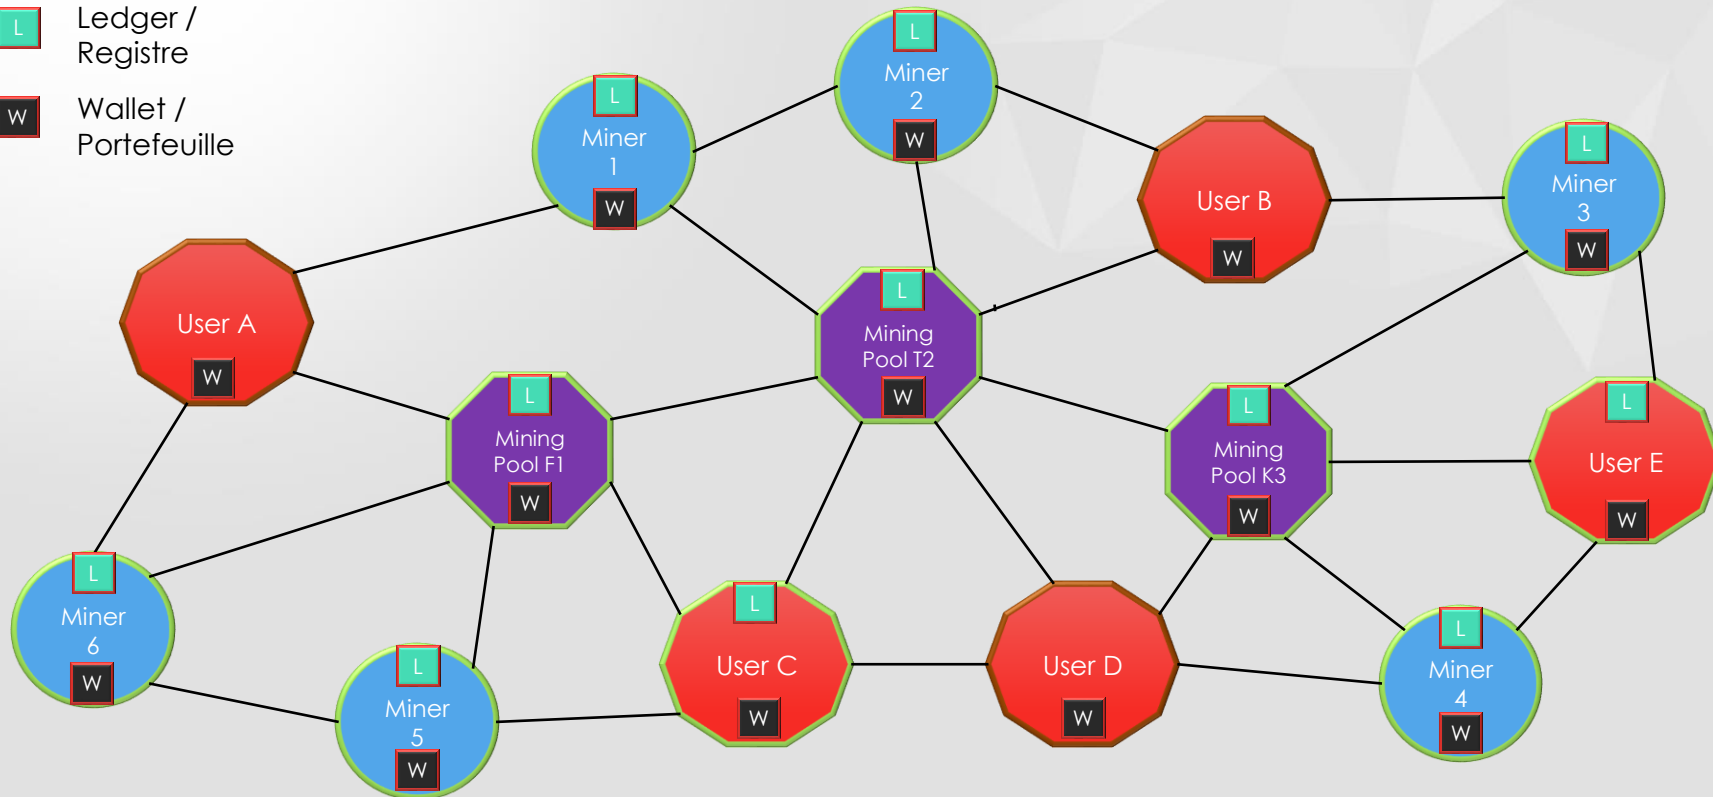 L
Ledger /
Registre
W
Wallet /
Portefeuille
L
Miner
1
W
L
Miner
2
W
User B
W
L
Miner
3
W
User A
W
L
Mining
Pool T2
W
L
Mining
Pool F1
W
L
Mining
Pool K3
W
L
User E
W
L
Miner
6
W
L
Miner
5
W
L
User C
W
User D
W
L
Miner
4
W